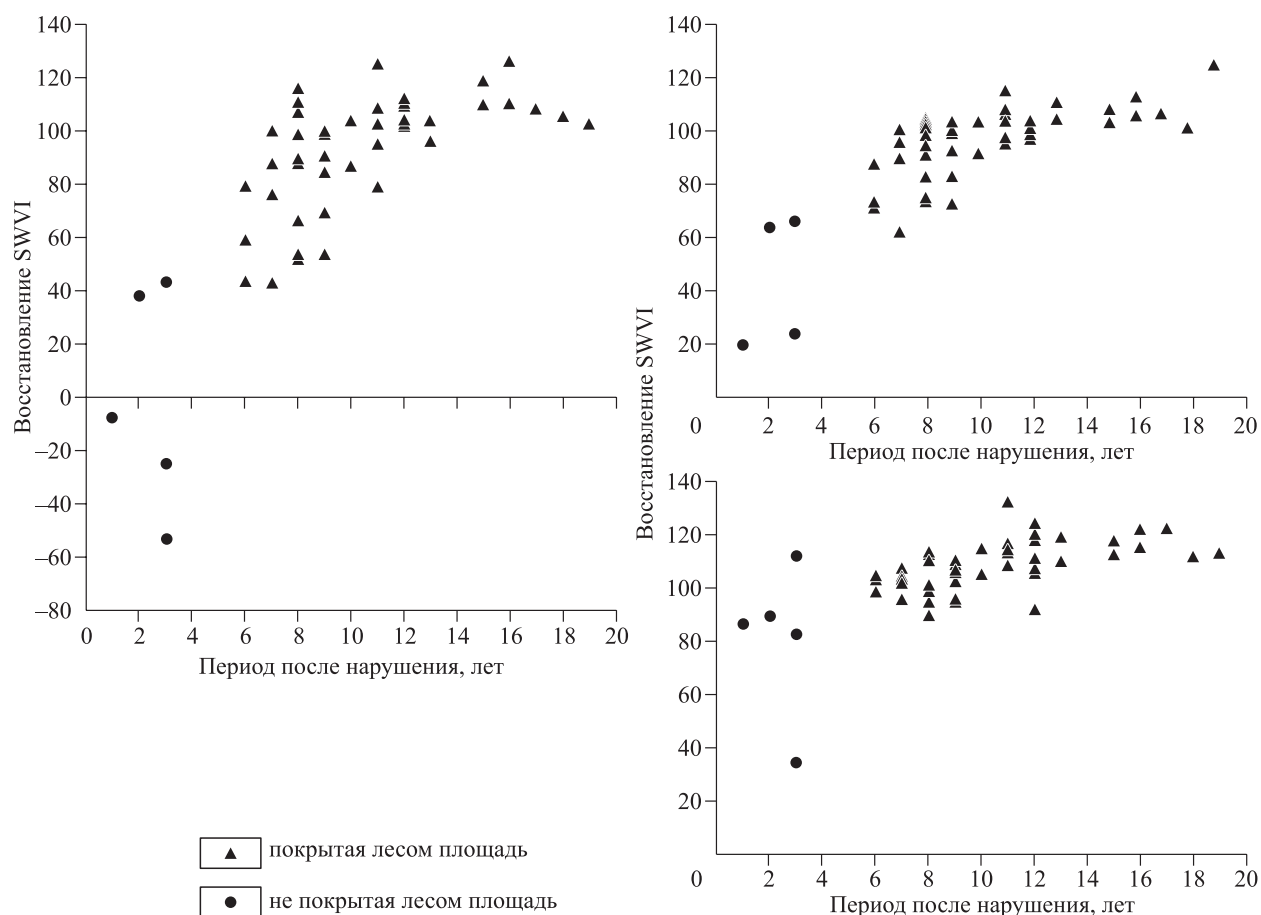 140
120
100
80
60
40
20
0
–20
–40
–60
–80
0 2 4 6 8 10 12 14 16 18 20
Период после нарушения, лет
Восстановление SWVI
140
120
100
80
60
40
20
0 2 4 6 8 10 12 14 16 18 20
Период после нарушения, лет
Восстановление SWVI
140
120
100
80
60
40
20
0 2 4 6 8 10 12 14 16 18 20
Период после нарушения, лет
покрытая лесом площадь
не покрытая лесом площадь